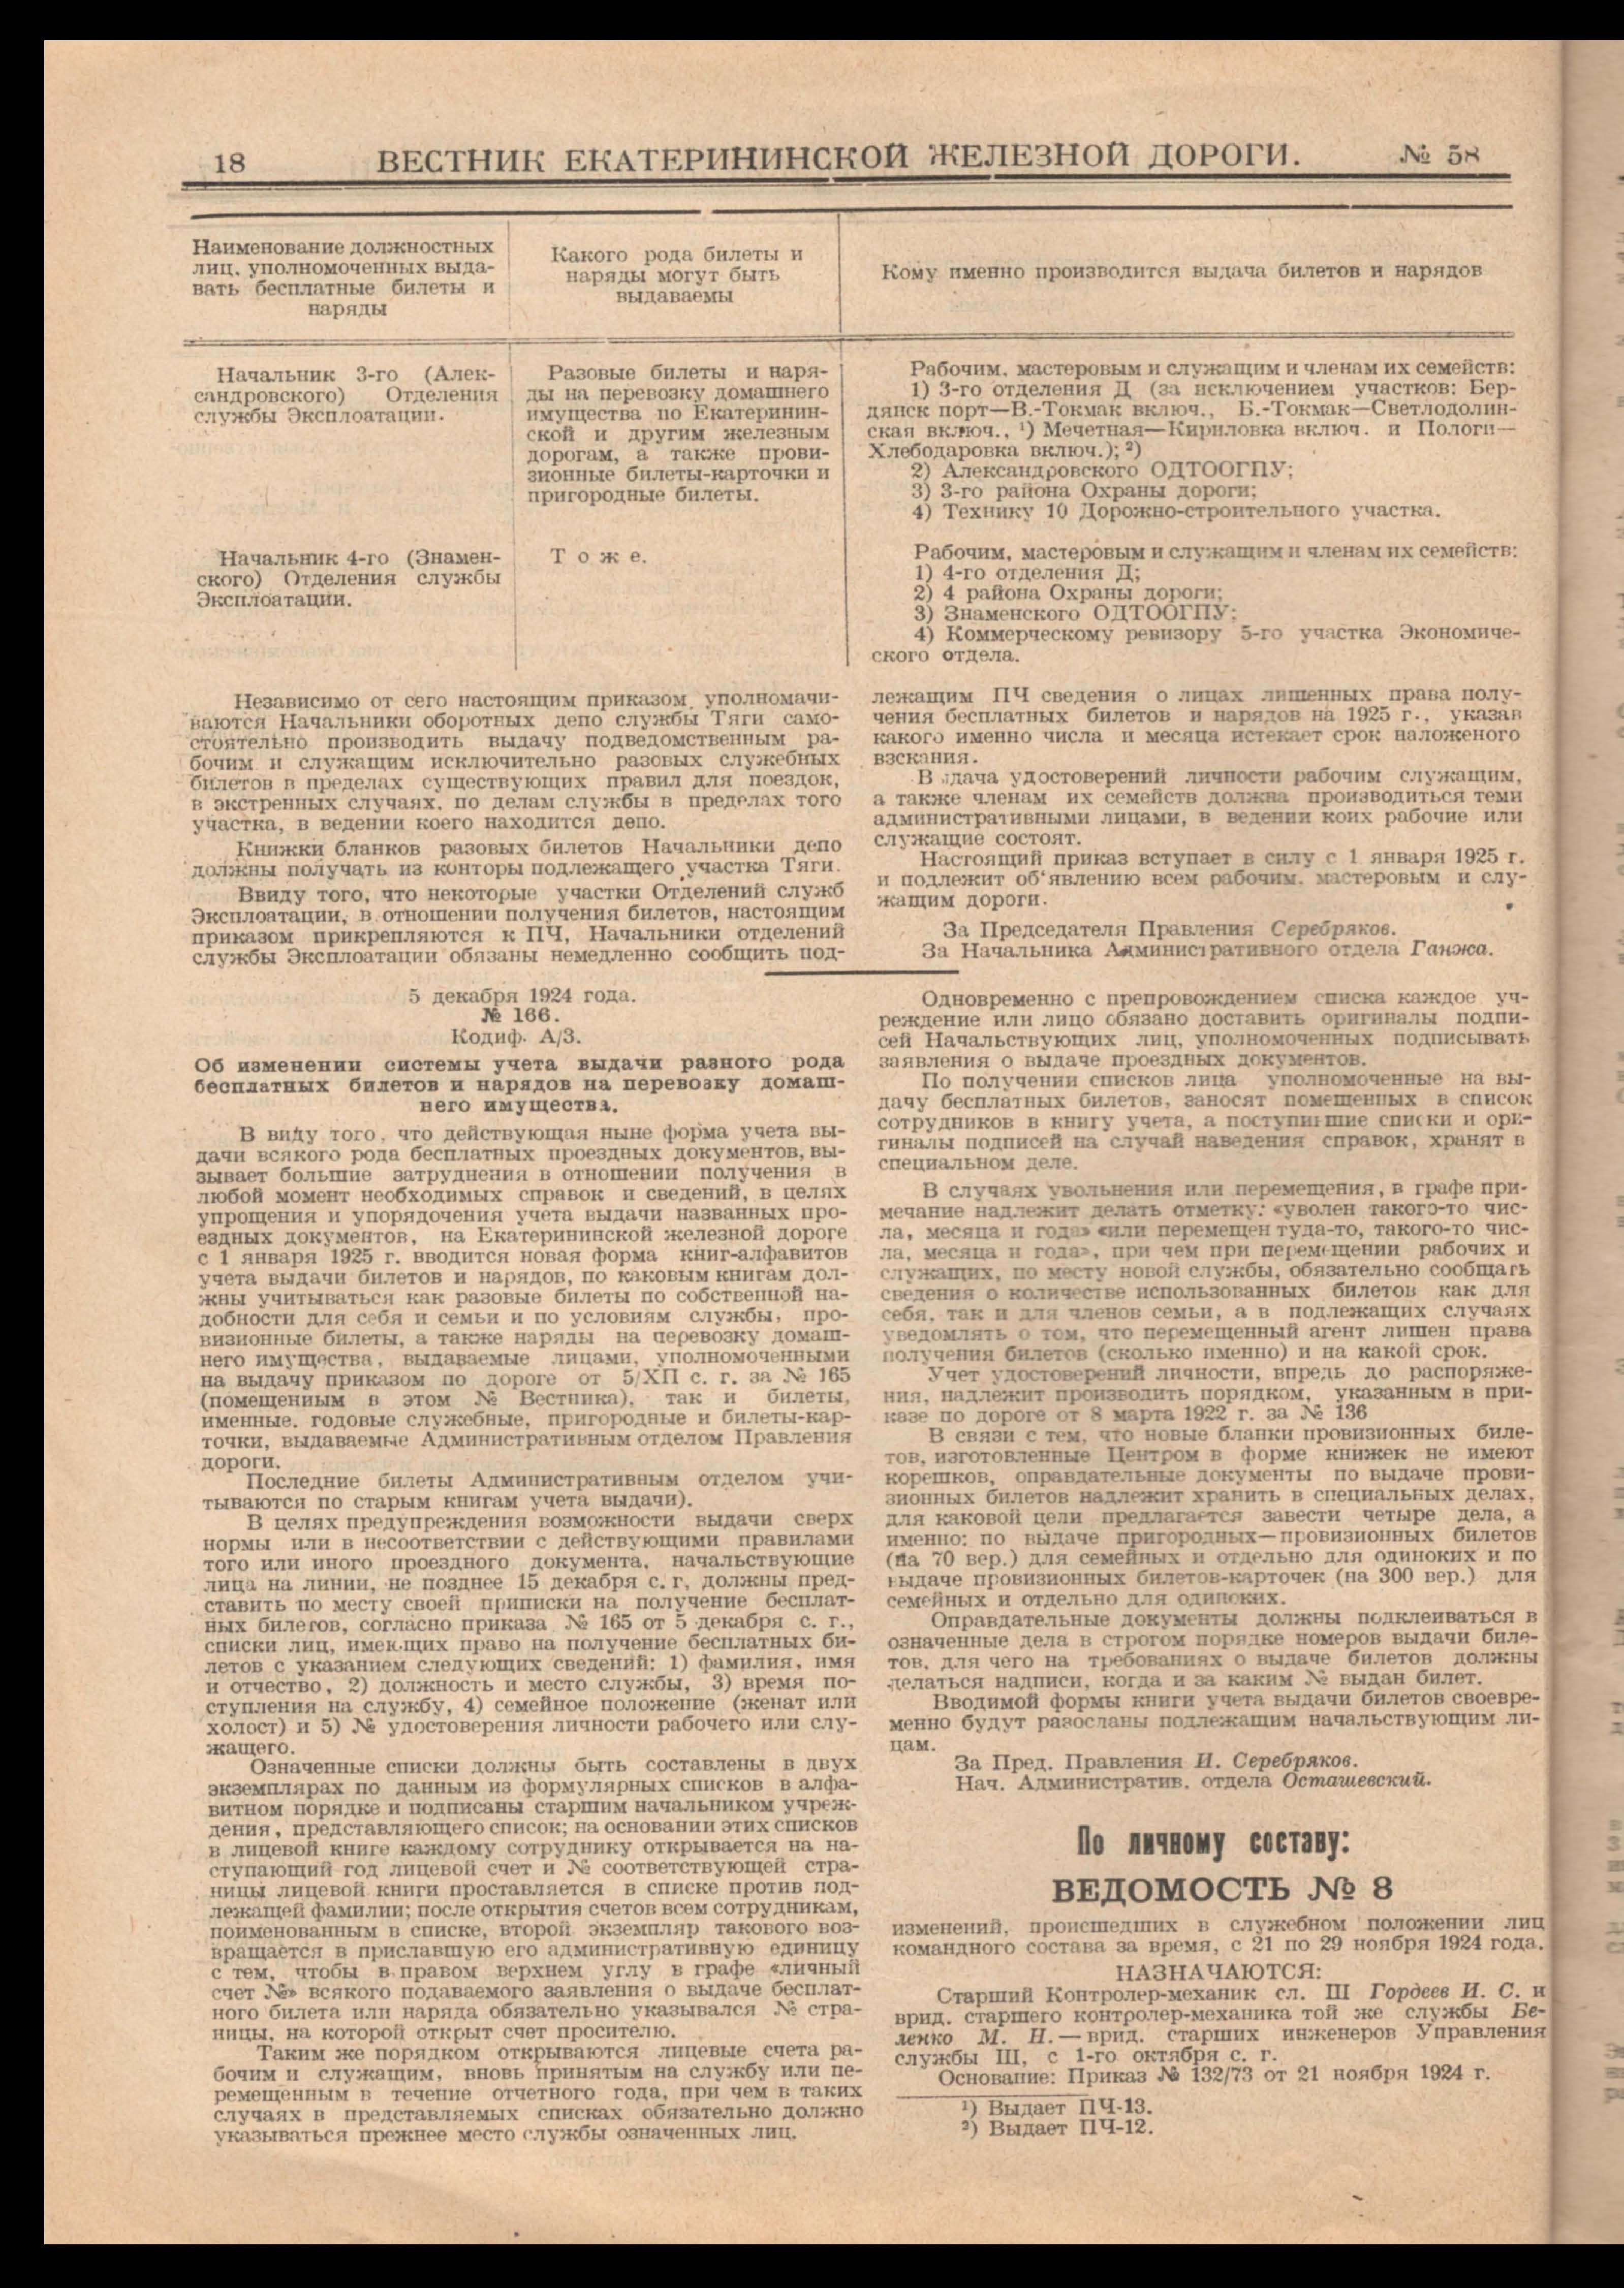 18 ВЕСТНИК ЕКАТЕРИНИНСКОЙ ЖЕЛЕЗНОЙ ДОРОГИ. № 58
Наименование должностных
лиц, уполномоченных выда-
вать бесплатные билеты и
наряды
Какого рода билеты и
наряды могут быть
выдаваемы
Кому именно производится выдача билетов и нарядов
Начальник 3-го (Алек-
сандровского) Отделения
службы Эксплоатации.
Разовые билеты и наря-
ды на перевозку домашнего
имущества по Екатеринин-
ской и другим железным
дорогам, а также прови-
зионные билеты-карточки и
пригородные билеты.
Рабочим, мастеровым и служащим и членам их семейств:
1) 3-го отделения Д (за исключением участков: Бер-
дянск порт—В.-Токмак включ., Б.-Токмак—Светлодолин-
ская включ., ¹) Мечетная—Кириловка включ. и Пологи—
Хлебодаровка включ.); ²)
2) Александровского ОДТООГПУ;
3) 3-го района Охраны дороги;
4) Технику 10 Дорожно-строительного участка.
Начальник 4-го (Знамен-
ского) Отделения службы
Эксплоатации.
Т о ж е.
Рабочим, мастеровым и служащим и членам их семейств:
1) 4-го отделения Д;
2) 4 района Охраны дороги;
3) Знаменского ОДТООГПУ;
4) Коммерческому ревизору 5-го участка Экономиче-
ского отдела.
Независимо от сего настоящим приказом уполномачи-
ваются Начальники оборотных депо службы Тяги само-
стоятельно производить выдачу подведомственным ра-
бочим и служащим исключительно разовых служебных
билетов в пределах существующих правил для поездок,
в экстренных случаях, по делам службы в пределах того
участка, в ведении коего находится депо.
Книжки бланков разовых билетов Начальники депо
должны получать из конторы подлежащего участка Тяги.
Ввиду того, что некоторые участки Отделений служб
Эксплоатации, в отношении получения билетов, настоящим
приказом прикрепляются к ПЧ, Начальники отделений
службы Эксплоатации обязаны немедленно сообщить под-
лежащим ПЧ сведения о лицах лишенных права полу-
чения бесплатных билетов и нарядов на 1925 г., указав
какого именно числа и месяца истекает срок наложеного
взскания.
Выдача удостоверений личности рабочим служащим,
а также членам их семейств должна производиться теми
административными лицами, в ведении коих рабочие или
служащие состоят.
Настоящий приказ вступает в силу с 1 января 1925 г.
и подлежит об‘явлению всем рабочим, мастеровым и слу-
жащим дороги.
За Председателя Правления Серебряков.
За Начальника Административного отдела Ганжа.
5 декабря 1924 года.
№ 166.
Кодиф. А/3.
Об изменении системы учета выдачи разного рода
бесплатных билетов и нарядов на перевозку домаш-
него имущества.
В виду того, что действующая ныне форма учета вы-
дачи всякого рода бесплатных проездных документов, вы-
зывает большие затруднения в отношении получения в
любой момент необходимых справок и сведений, в целях
упрощения и упорядочения учета выдачи названных про-
ездных документов, на Екатерининской железной дороге
с 1 января 1925 г. вводится новая форма книг-алфавитов
учета выдачи билетов и нарядов, по каковым книгам дол-
жны учитываться как разовые билеты по собственной на-
добности для себя и семьи и по условиям службы, про-
визионные билеты, а также наряды на перевозку домаш-
него имущества, выдаваемые лицами, уполномоченными
на выдачу приказом по дороге от 5/XП с. г. за № 165
(помещенным в этом № Вестника), так и билеты,
именные, годовые служебные, пригородные и билеты-кар-
точки, выдаваемые Административным отделом Правления
дороги.
Последние билеты Административным отделом учи-
тываются по старым книгам учета выдачи).
В целях предупреждения возможности выдачи сверх
нормы или в несоответствии с действующими правилами
того или иного проездного документа, начальствующие
лица на линии, не позднее 15 декабря с. г, должны пред-
ставить по месту своей приписки на получение бесплат-
ных билетов, согласно приказа № 165 от 5 декабря с. г.,
списки лиц, имеющих право на получение бесплатных би-
летов с указанием следующих сведений: 1) фамилия, имя
и отчество, 2) должность и место службы, 3) время по-
ступления на службу, 4) семейное положение (женат или
холост) и 5) № удостоверения личности рабочего или слу-
жащего.
Означенные списки должны быть составлены в двух
экземплярах по данным из формулярных списков в алфа-
витном порядке и подписаны старшим начальником учреж-
дения, представляющего список; на основании этих списков
в лицевой книге каждому сотруднику открывается на на-
ступающий год лицевой счет и № соответствующей стра-
ницы лицевой книги проставляется в списке против под-
лежащей фамилии; после открытия счетов всем сотрудникам,
поименованным в списке, второй экземпляр такового воз-
вращается в приславшую его административную единицу
с тем, чтобы в правом верхнем углу в графе «личный
счет №» всякого подаваемого заявления о выдаче бесплат-
ного билета или наряда обязательно указывался № стра-
ницы, на которой открыт счет просителю.
Таким же порядком открываются лицевые счета ра-
бочим и служащим, вновь принятым на службу или пе-
ремещенным в течение отчетного года, при чем в таких
случаях в представляемых списках обязательно должно
указываться прежнее место службы означенных лиц.
Одновременно с препровождением списка каждое уч-
реждение или лицо обязано доставить оригиналы подпи-
сей Начальствующих лиц, уполномоченных подписывать
заявления о выдаче проездных документов.
По получении списков лица уполномоченные на вы-
дачу бесплатных билетов, заносят помещенных в список
сотрудников в книгу учета, а поступившие списки и ори-
гиналы подписей на случай наведения справок, хранят в
специальном деле.
В случаях увольнения или перемещения, в графе при-
мечание надлежит делать отметку: «уволен такого-то чис-
ла, месяца и года» «или перемещен туда-то, такого-то чис-
ла, месяца и года», при чем при перемещении рабочих и
служащих, по месту новой службы, обязательно сообщать
сведения о количестве использованных билетов как для
себя, так и для членов семьи, а в подлежащих случаях
уведомлять о том, что перемещенный агент лишен права
получения билетов (сколько именно) и на какой срок.
Учет удостоверений личности, впредь до распоряже-
ния, надлежит производить порядком, указанным в при-
казе по дороге от 8 марта 1922 г. за № 136
В связи с тем, что новые бланки провизионных биле-
тов, изготовленные Центром в форме книжек не имеют
корешков, оправдательные документы по выдаче прови-
зионных билетов надлежит хранить в специальных делах,
для каковой цели предлагается завести четыре дела, а
именно: по выдаче пригородных—провизионных билетов
(на 70 вер.) для семейных и отдельно для одиноких и по
выдаче провизионных билетов-карточек (на 300 вер.) для
семейных и отдельно для одиноких.
Оправдательные документы должны подклеиваться в
означенные дела в строгом порядке номеров выдачи биле-
тов, для чего на требованиях о выдаче билетов должны
делаться надписи, когда и за каким № выдан билет.
Вводимой формы книги учета выдачи билетов своевре-
менно будут разосланы подлежащим начальствующим ли-
цам.
За Пред. Правления И. Серебряков.
Нач. Административ. отдела Осташевский.
По личному составу:
ВЕДОМОСТЬ № 8
изменений, происшедших в служебном положении лиц
командного состава за время, с 21 по 29 ноября 1924 года.
НАЗНАЧАЮТСЯ:
Старший Контролер-механик сл. Ш Гордеев И. С. и
врид. старшего контролер-механика той же службы Бе-
ленко М. Н. — врид. старших инженеров Управления
службы Ш, с 1-го октября с. г.
Основание: Приказ № 132/73 от 21 ноября 1924 г.
¹) Выдает ПЧ-13.
²) Выдает ПЧ-12.